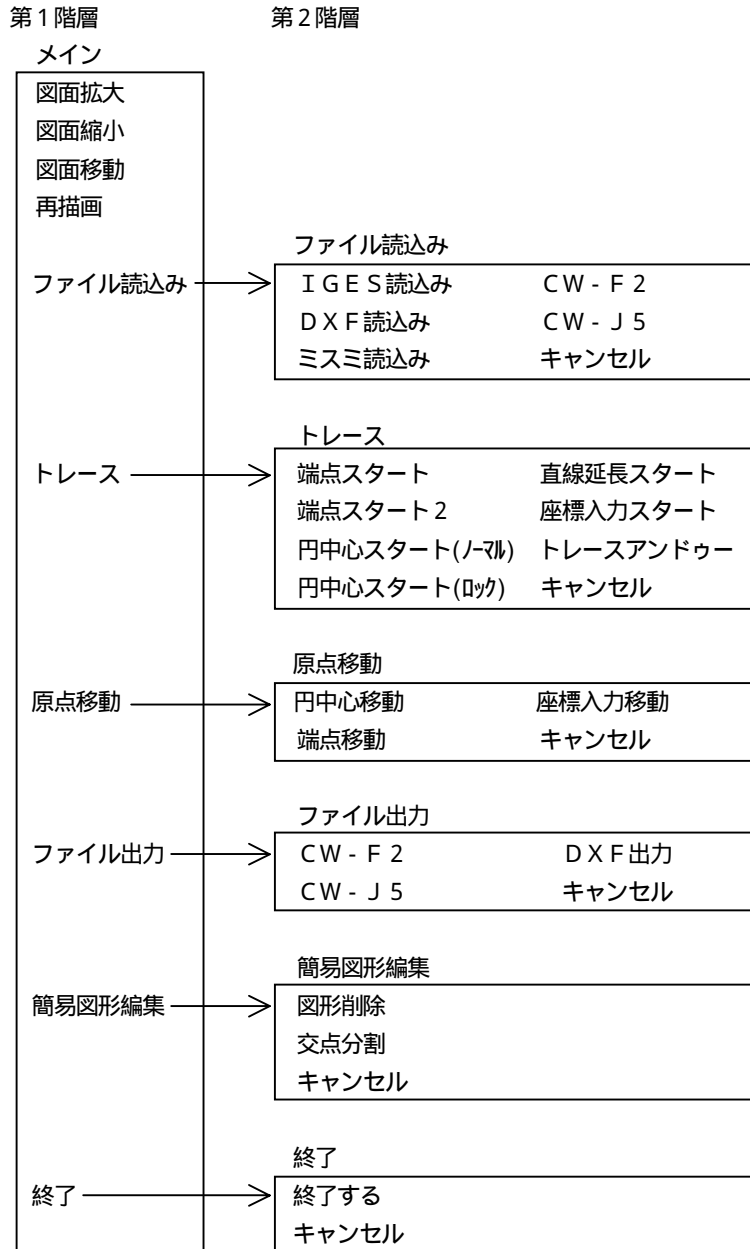 第1階層　第2階層
メイン
図面拡大
図面縮小
図面移動
再描画
ファイル読込み
ファイル読込み　ＩＧＥＳ読込み　ＣＷ‐Ｆ２
ＤＸＦ読込み　ＣＷ‐Ｊ５
ミスミ読込み　キャンセル
トレース
トレース　端点スタート　直線延長スタート
端点スタート２　座標入力スタート
円中心スタート(ﾉｰﾏﾙ)　トレースアンドゥー
円中心スタート(ﾛｯｸ)　キャンセル
原点移動
原点移動　円中心移動　座標入力移動
端点移動　キャンセル
ファイル出力
ファイル出力　ＣＷ‐Ｆ２　ＤＸＦ出力
ＣＷ‐Ｊ５　キャンセル
簡易図形編集
簡易図形編集　図形削除
交点分割
キャンセル
終了
終了　終了する
キャンセル